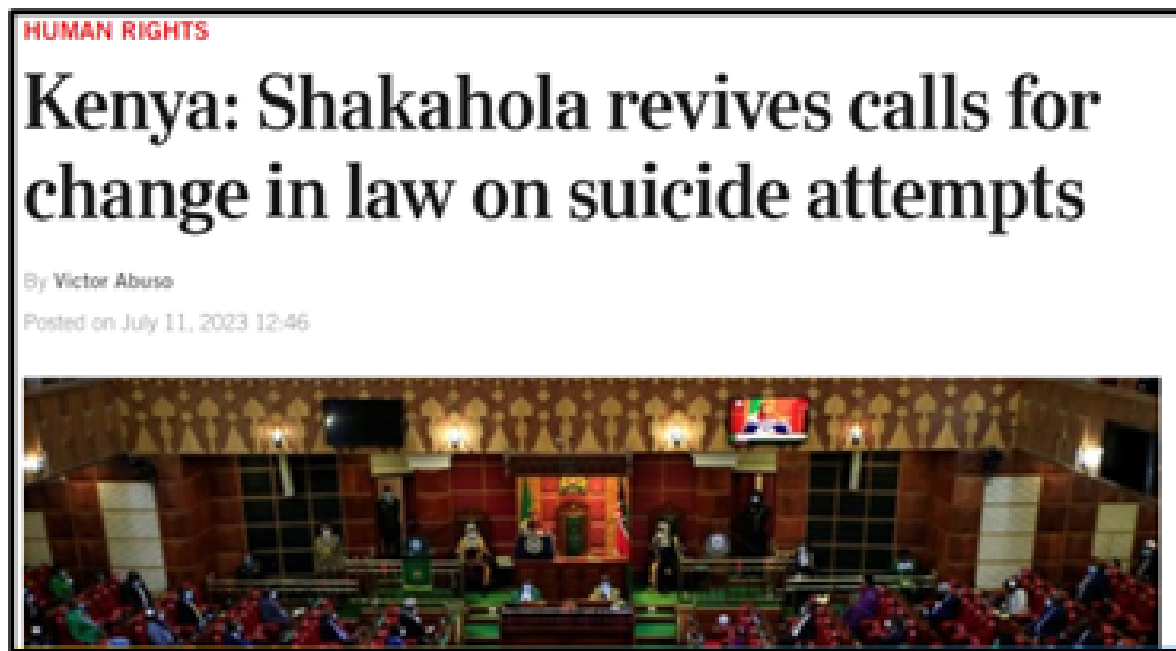 HUMAN RIGHTS
Kenya: Shakahola revives calls for
change in law on suicide attempts
By Victor Abuso
Posted on July 11, 2023 12:46